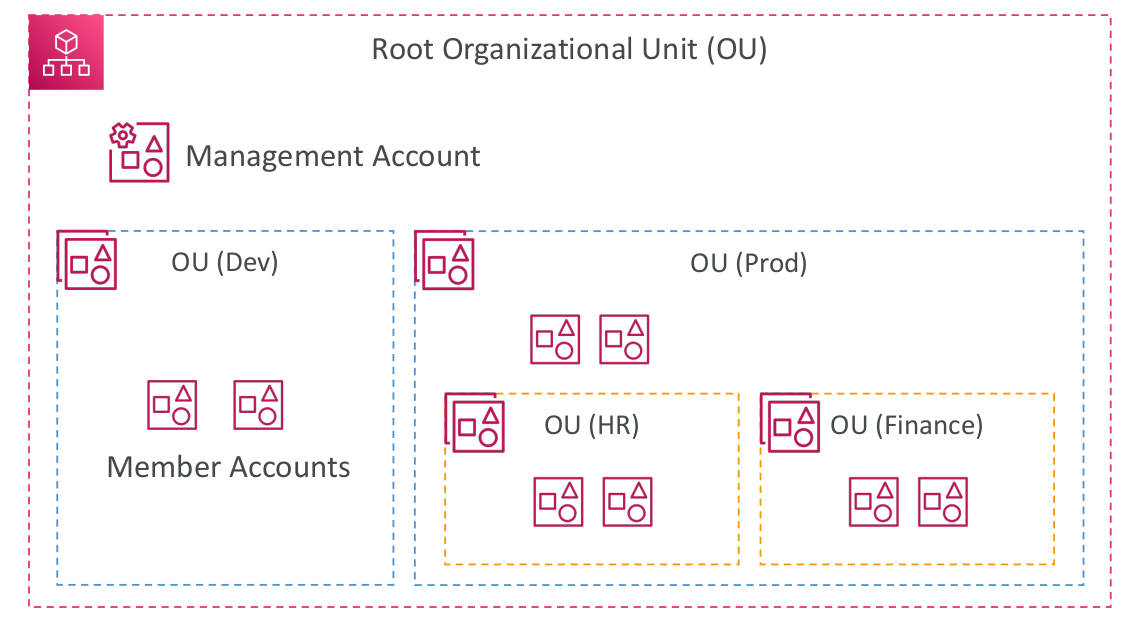 Root Organizational Unit (OU)
Management Account
OU (Dev)
OU (Prod)
OU (HR)
OU (Finance)
Member Accounts